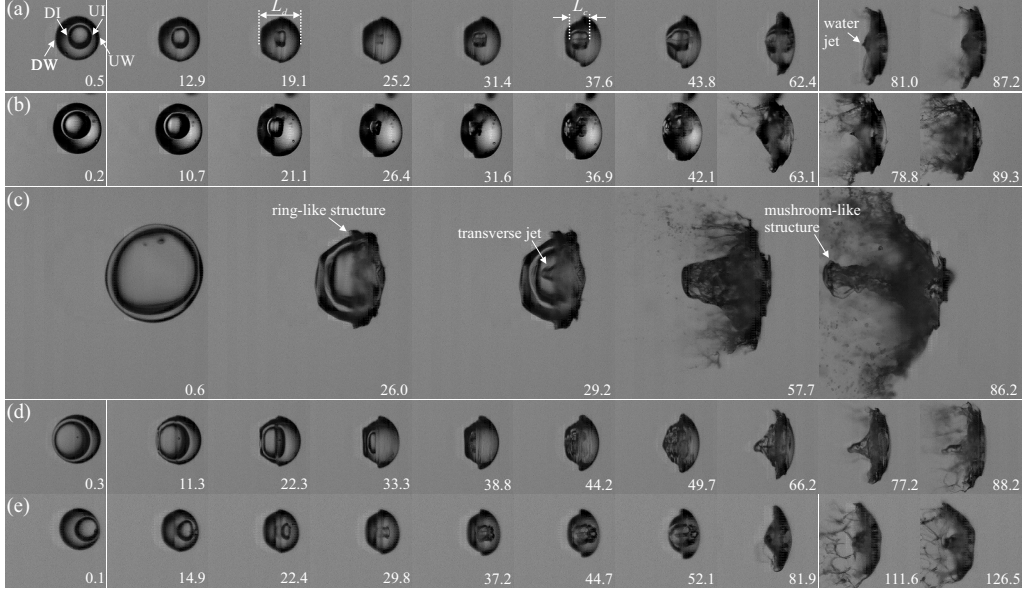 (a) DI UI DW UW L_d L_c water jet
0.5 12.9 19.1 25.2 31.4 37.6 43.8 62.4 81.0 87.2
(b)
0.2 10.7 21.1 26.4 31.6 36.9 42.1 63.1 78.8 89.3
(c)
ring-like structure
transverse jet
mushroom-like
structure
0.6 26.0 29.2 57.7 86.2
(d)
0.3 11.3 22.3 33.3 38.8 44.2 49.7 66.2 77.2 88.2
(e)
0.1 14.9 22.4 29.8 37.2 44.7 52.1 81.9 111.6 126.5